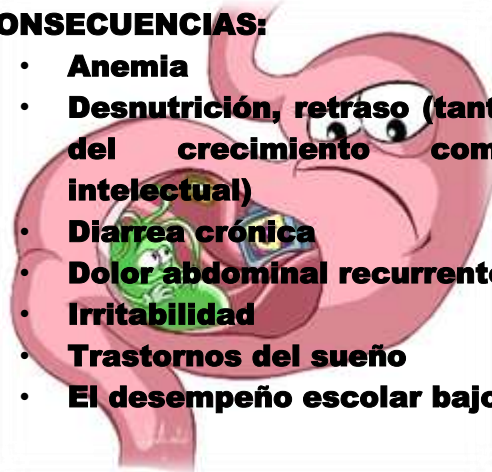 ONSECUENCIAS:
• Anemia
• Desnutrición, retraso (tant
del crecimiento com
intelectual)
• Diarrea crónica
• Dolor abdominal recurrente
• Irritabilidad
• Trastornos del sueño
• El desempeño escolar bajo